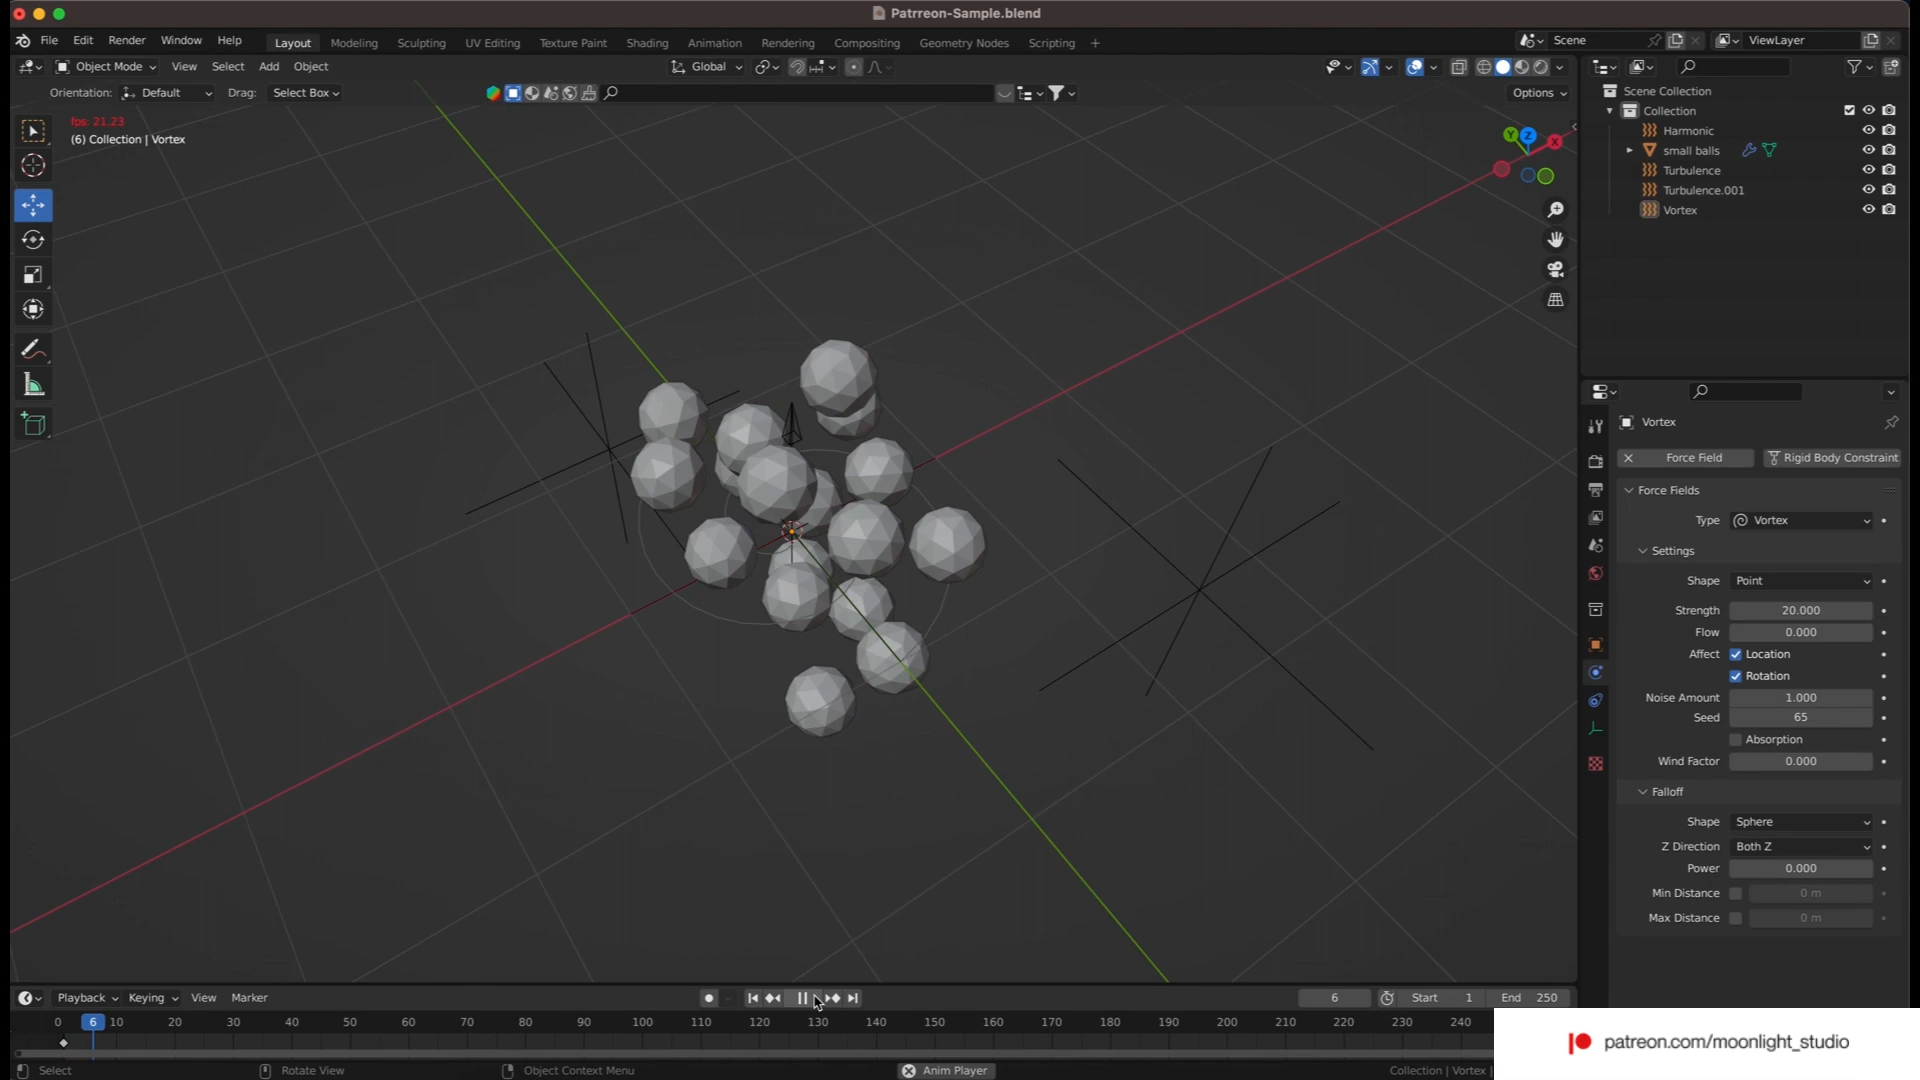 Patrreon-Sample.blend
File Edit Render Window Help Layout Modeling Sculpting UV Editing Texture Paint Shading Animation Rendering Compositing Geometry Nodes Scripting + Scene ViewLayer
Object Mode View Select Add Object Global
Orientation: Default Drag: Select Box Options
fps: 21.23
(6) Collection | Vortex
Y Z X
Scene Collection
Collection
Harmonic
small balls
Turbulence
Turbulence.001
Vortex
Vortex
Force Field Rigid Body Constraint
Force Fields
Type Vortex
Settings
Shape Point
Strength 20.000
Flow 0.000
Affect Location
Rotation
Noise Amount 1.000
Seed 65
Absorption
Wind Factor 0.000
Falloff
Shape Sphere
Z Direction Both Z
Power 0.000
Min Distance 0 m
Max Distance 0 m
Playback Keying View Marker 6 Start 1 End 250
0 6 10 20 30 40 50 60 70 80 90 100 110 120 130 140 150 160 170 180 190 200 210 220 230 240
patreon.com/moonlight_studio
Select Rotate View Object Context Menu Anim Player Collection | Vortex |